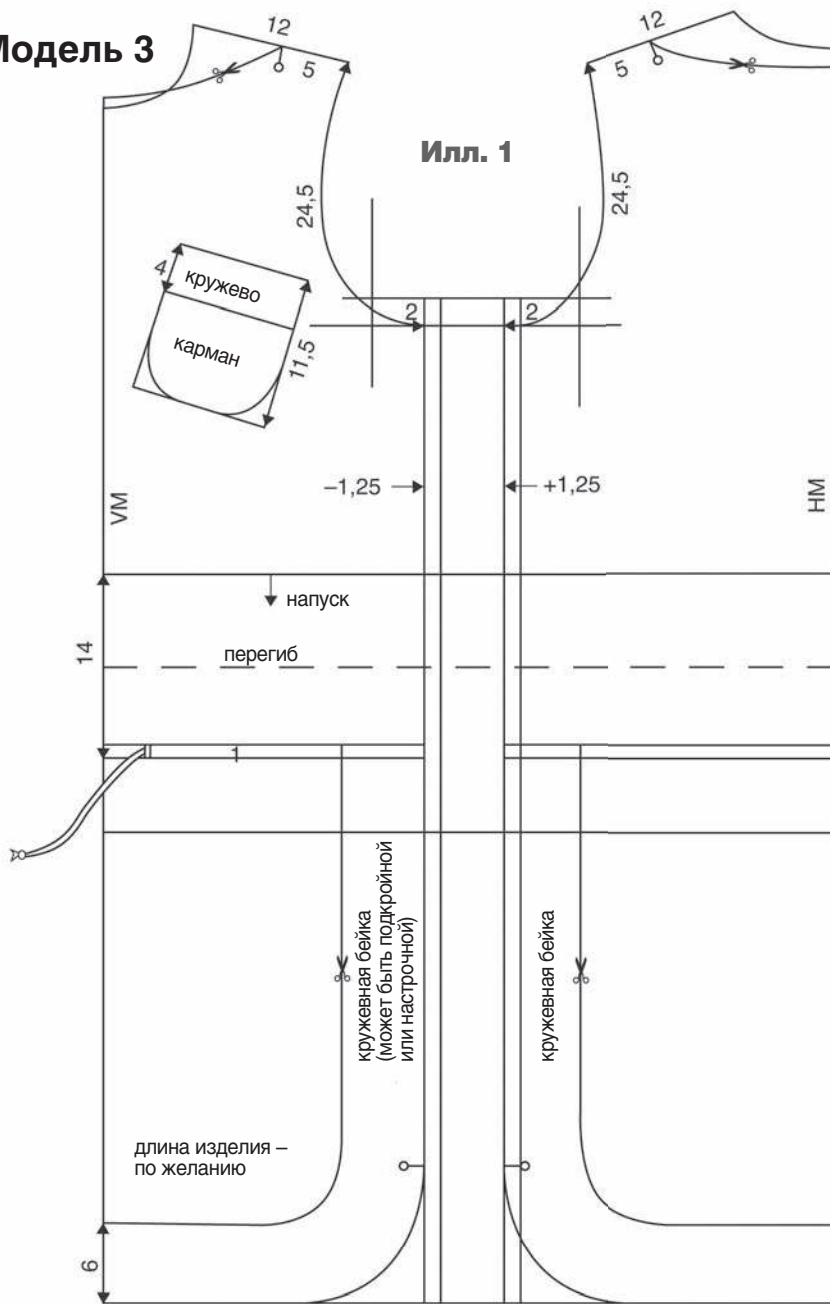 Модель 3
12
5
12
5
Илл. 1
24,5
24,5
4
кружево
карман
11,5
2
2
–1,25
+1,25
VM
HM
напуск
14
перегиб
1
кружевная бейка
(может быть подкройной
или настрочной)
кружевная бейка
длина изделия –
по желанию
6